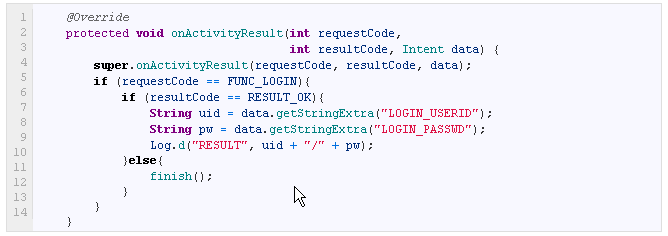 1 @Override
2 protected void onActivityResult(int requestCode,
3 int resultCode, Intent data) {
4 super.onActivityResult(requestCode, resultCode, data);
5 if (requestCode == FUNC_LOGIN){
6 if (resultCode == RESULT_OK){
7 String uid = data.getStringExtra("LOGIN_USERID");
8 String pw = data.getStringExtra("LOGIN_PASSWD");
9 Log.d("RESULT", uid + "/" + pw);
10 }else{
11 finish();
12 }
13 }
14 }